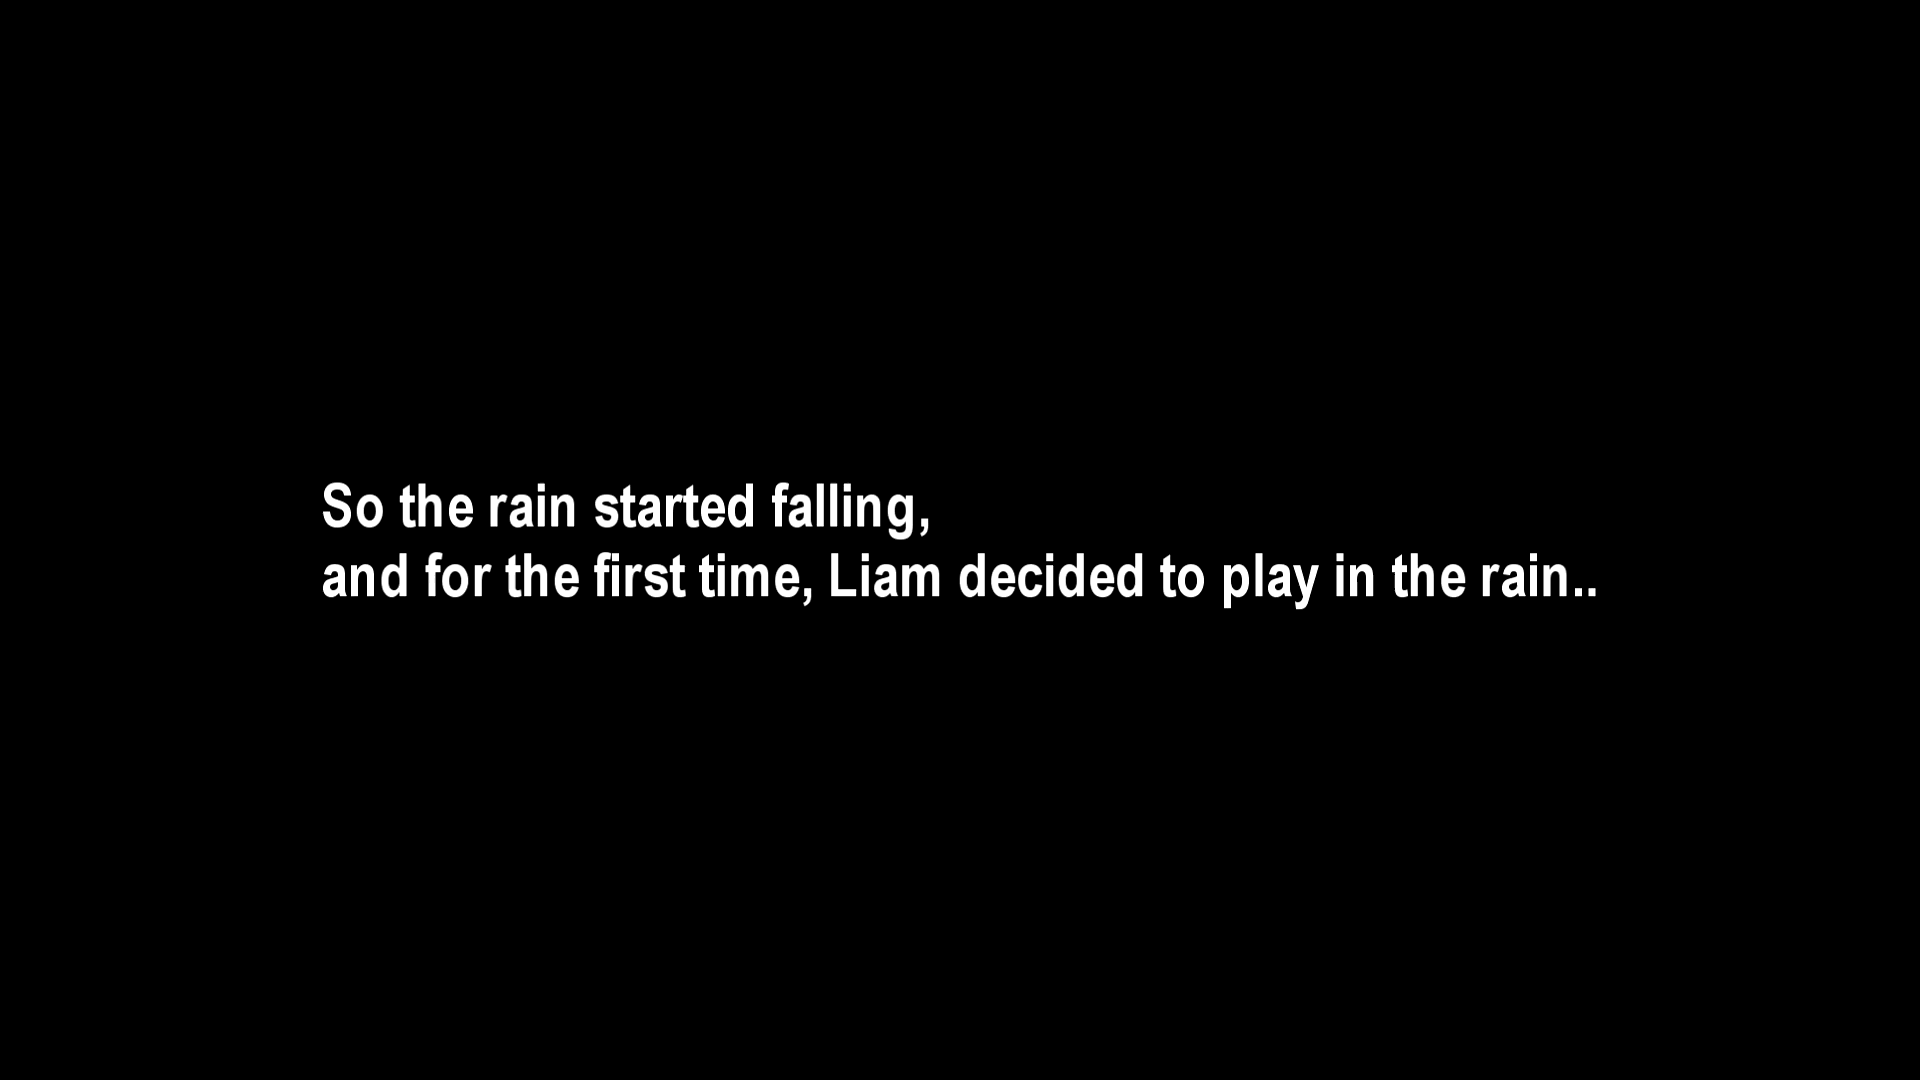 So the rain started falling,
and for the first time, Liam decided to play in the rain..